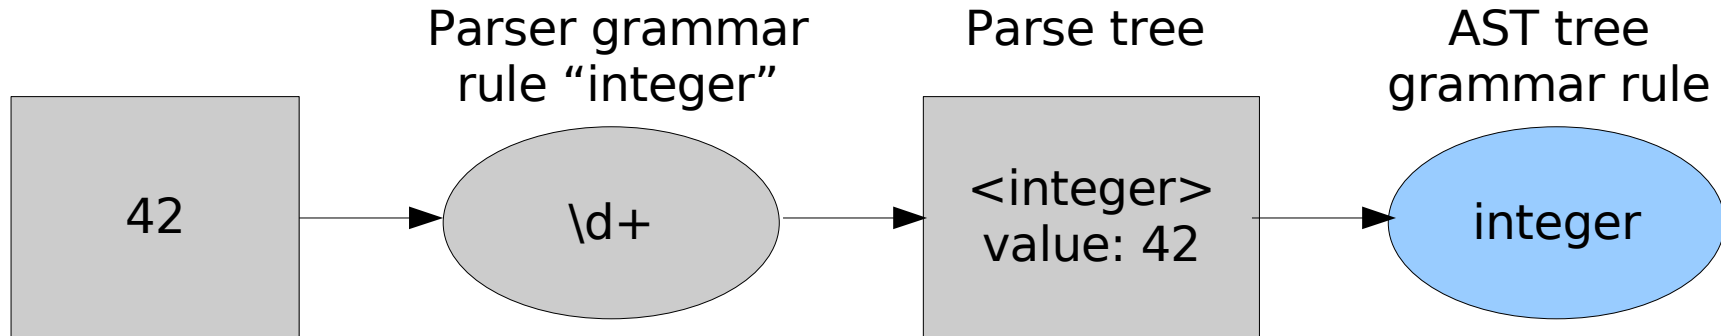 Parser grammar
rule “integer”
Parse tree
AST tree
grammar rule
42
\d+
<integer>
value: 42
integer